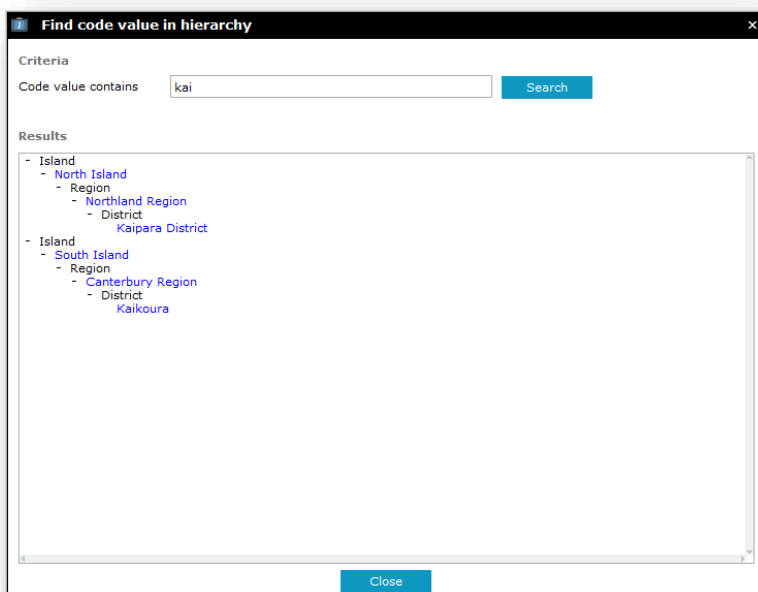 Find code value in hierarchy
Criteria
Code value contains kai Search
Results
- Island
- North Island
- Region
- Northland Region
- District
Kaipara District
- Island
- South Island
- Region
- Canterbury Region
- District
Kaikoura
Close